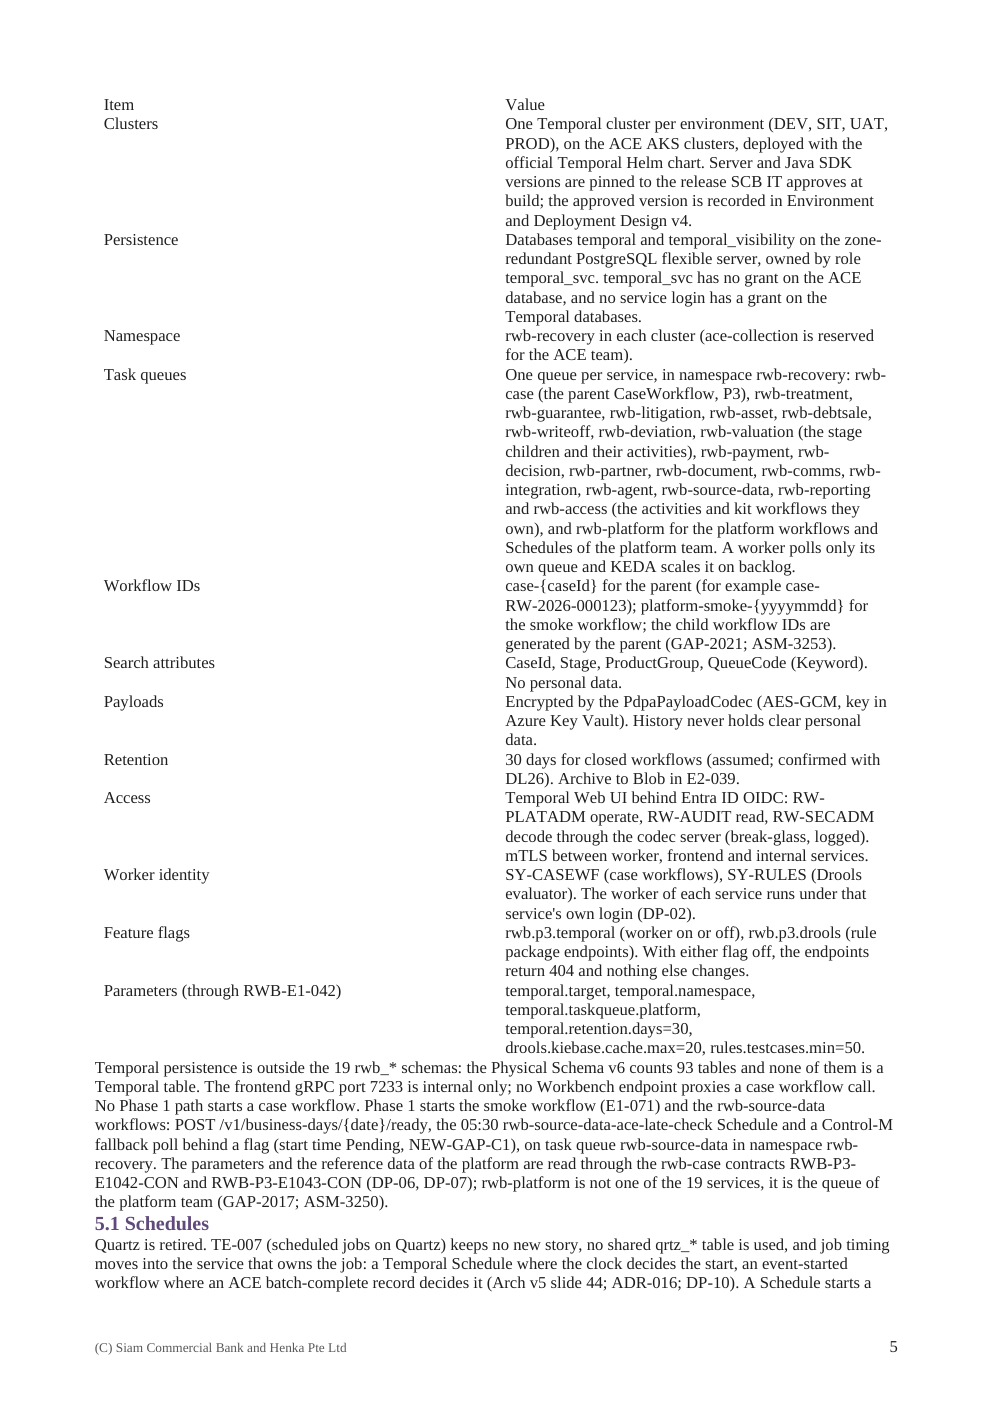 Item Value
Clusters One Temporal cluster per environment (DEV, SIT, UAT,
PROD), on the ACE AKS clusters, deployed with the
official Temporal Helm chart. Server and Java SDK
versions are pinned to the release SCB IT approves at
build; the approved version is recorded in Environment
and Deployment Design v4.
Persistence Databases temporal and temporal_visibility on the zone-
redundant PostgreSQL flexible server, owned by role
temporal_svc. temporal_svc has no grant on the ACE
database, and no service login has a grant on the
Temporal databases.
Namespace rwb-recovery in each cluster (ace-collection is reserved
for the ACE team).
Task queues One queue per service, in namespace rwb-recovery: rwb-
case (the parent CaseWorkflow, P3), rwb-treatment,
rwb-guarantee, rwb-litigation, rwb-asset, rwb-debtsale,
rwb-writeoff, rwb-deviation, rwb-valuation (the stage
children and their activities), rwb-payment, rwb-
decision, rwb-partner, rwb-document, rwb-comms, rwb-
integration, rwb-agent, rwb-source-data, rwb-reporting
and rwb-access (the activities and kit workflows they
own), and rwb-platform for the platform workflows and
Schedules of the platform team. A worker polls only its
own queue and KEDA scales it on backlog.
Workflow IDs case-{caseId} for the parent (for example case-
RW-2026-000123); platform-smoke-{yyyymmdd} for
the smoke workflow; the child workflow IDs are
generated by the parent (GAP-2021; ASM-3253).
Search attributes CaseId, Stage, ProductGroup, QueueCode (Keyword).
No personal data.
Payloads Encrypted by the PdpaPayloadCodec (AES-GCM, key in
Azure Key Vault). History never holds clear personal
data.
Retention 30 days for closed workflows (assumed; confirmed with
DL26). Archive to Blob in E2-039.
Access Temporal Web UI behind Entra ID OIDC: RW-
PLATADM operate, RW-AUDIT read, RW-SECADM
decode through the codec server (break-glass, logged).
mTLS between worker, frontend and internal services.
Worker identity SY-CASEWF (case workflows), SY-RULES (Drools
evaluator). The worker of each service runs under that
service's own login (DP-02).
Feature flags rwb.p3.temporal (worker on or off), rwb.p3.drools (rule
package endpoints). With either flag off, the endpoints
return 404 and nothing else changes.
Parameters (through RWB-E1-042) temporal.target, temporal.namespace,
temporal.taskqueue.platform,
temporal.retention.days=30,
drools.kiebase.cache.max=20, rules.testcases.min=50.
Temporal persistence is outside the 19 rwb_* schemas: the Physical Schema v6 counts 93 tables and none of them is a
Temporal table. The frontend gRPC port 7233 is internal only; no Workbench endpoint proxies a case workflow call.
No Phase 1 path starts a case workflow. Phase 1 starts the smoke workflow (E1-071) and the rwb-source-data
workflows: POST /v1/business-days/{date}/ready, the 05:30 rwb-source-data-ace-late-check Schedule and a Control-M
fallback poll behind a flag (start time Pending, NEW-GAP-C1), on task queue rwb-source-data in namespace rwb-
recovery. The parameters and the reference data of the platform are read through the rwb-case contracts RWB-P3-
E1042-CON and RWB-P3-E1043-CON (DP-06, DP-07); rwb-platform is not one of the 19 services, it is the queue of
the platform team (GAP-2017; ASM-3250).
5.1 Schedules
Quartz is retired. TE-007 (scheduled jobs on Quartz) keeps no new story, no shared qrtz_* table is used, and job timing
moves into the service that owns the job: a Temporal Schedule where the clock decides the start, an event-started
workflow where an ACE batch-complete record decides it (Arch v5 slide 44; ADR-016; DP-10). A Schedule starts a
(C) Siam Commercial Bank and Henka Pte Ltd 5